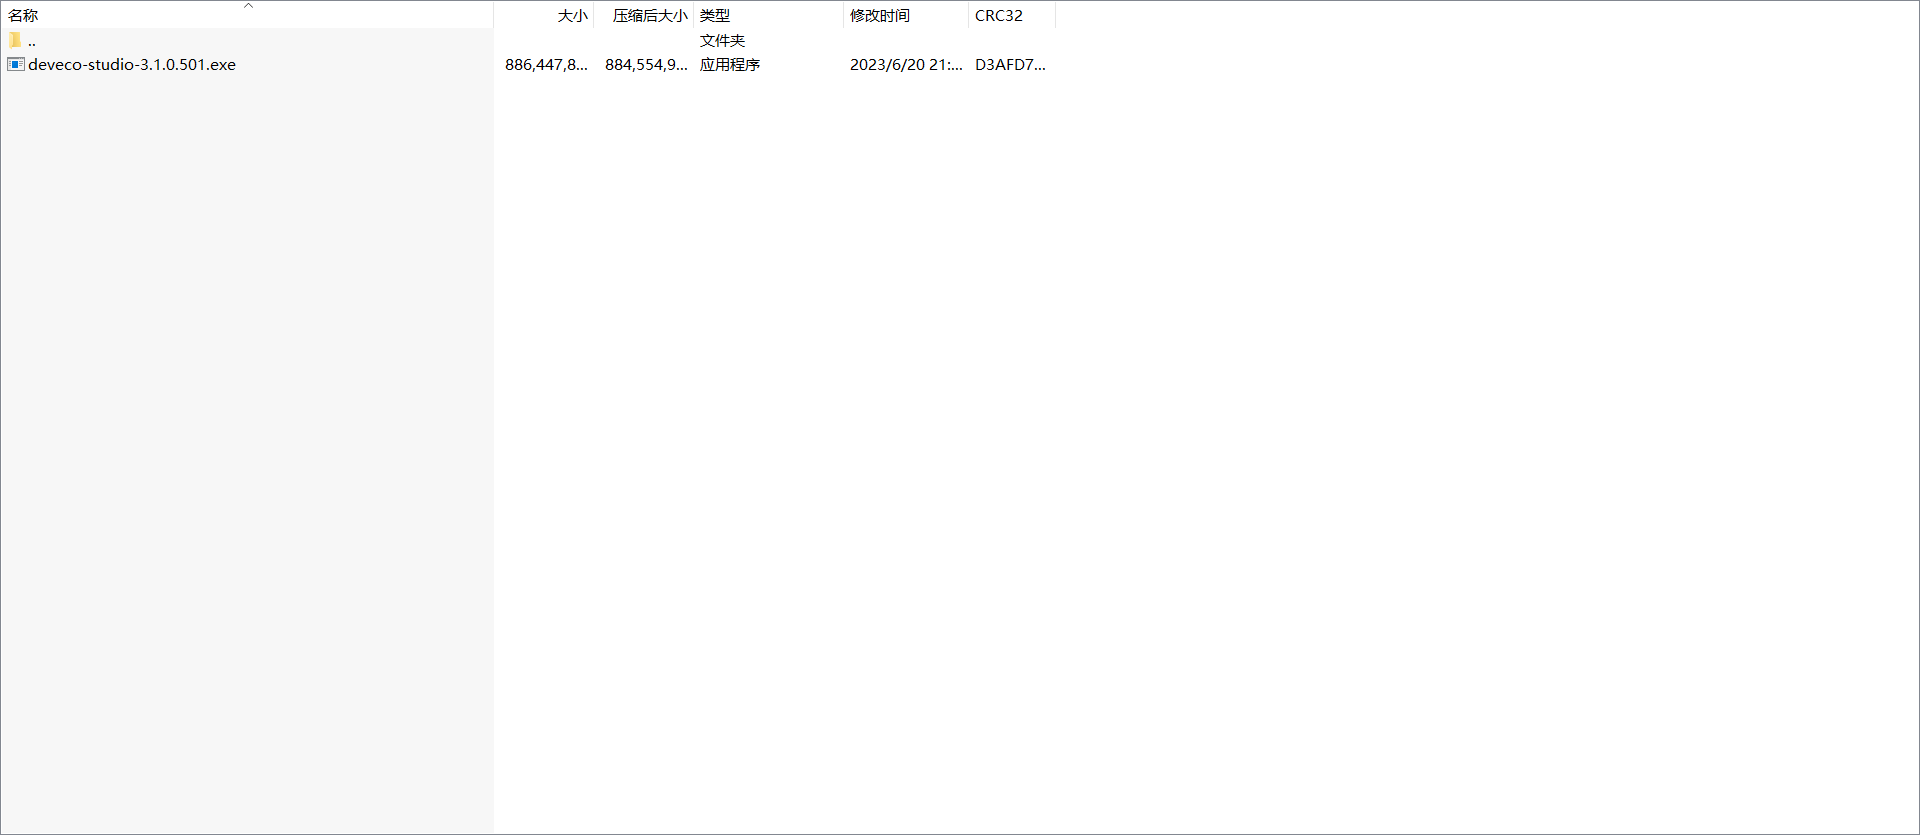 名称 大小 压缩后大小 类型 修改时间 CRC32
.. 文件夹
deveco-studio-3.1.0.501.exe 886,447,8... 884,554,9... 应用程序 2023/6/20 21:... D3AFD7...